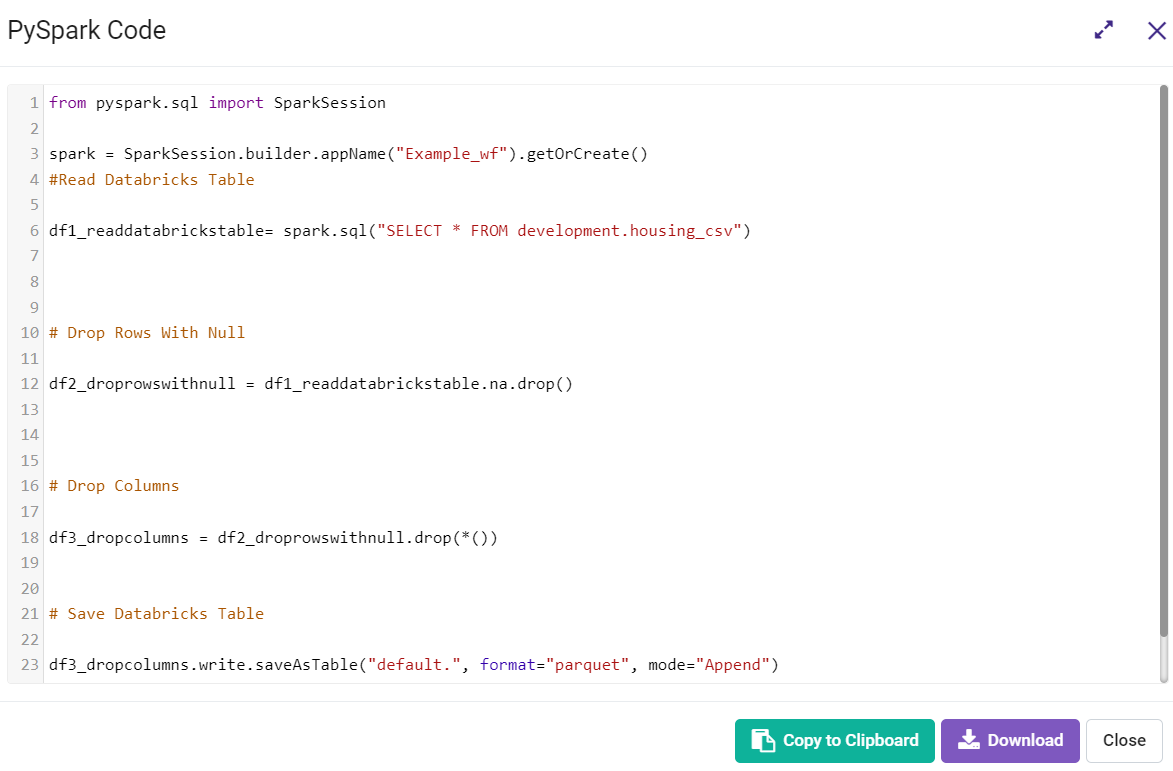 PySpark Code
1 from pyspark.sql import SparkSession
2
3 spark = SparkSession.builder.appName("Example_wf").getOrCreate()
4 #Read Databricks Table
5
6 df1_readdatabrickstable= spark.sql("SELECT * FROM development.housing_csv")
7
8
9
10 # Drop Rows With Null
11
12 df2_droprowswithnull = df1_readdatabrickstable.na.drop()
13
14
15
16 # Drop Columns
17
18 df3_dropcolumns = df2_droprowswithnull.drop(*())
19
20
21 # Save Databricks Table
22
23 df3_dropcolumns.write.saveAsTable("default.", format="parquet", mode="Append")
Copy to Clipboard Download Close